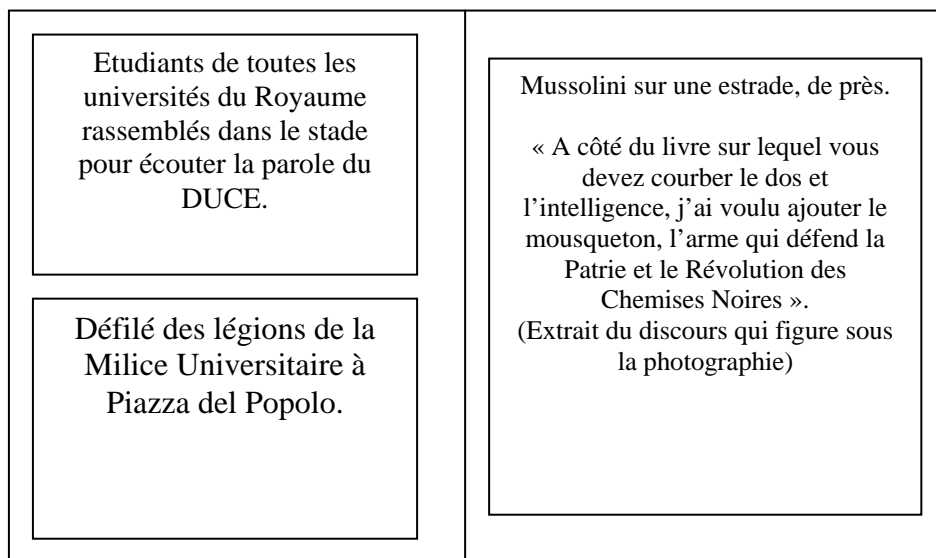 Etudiants de toutes les
universités du Royaume
rassemblés dans le stade
pour écouter la parole du
DUCE.
Défilé des légions de la
Milice Universitaire à
Piazza del Popolo.
Mussolini sur une estrade, de près.
« A côté du livre sur lequel vous
devez courber le dos et
l’intelligence, j’ai voulu ajouter le
mousqueton, l’arme qui défend la
Patrie et le Révolution des
Chemises Noires ».
(Extrait du discours qui figure sous
la photographie)